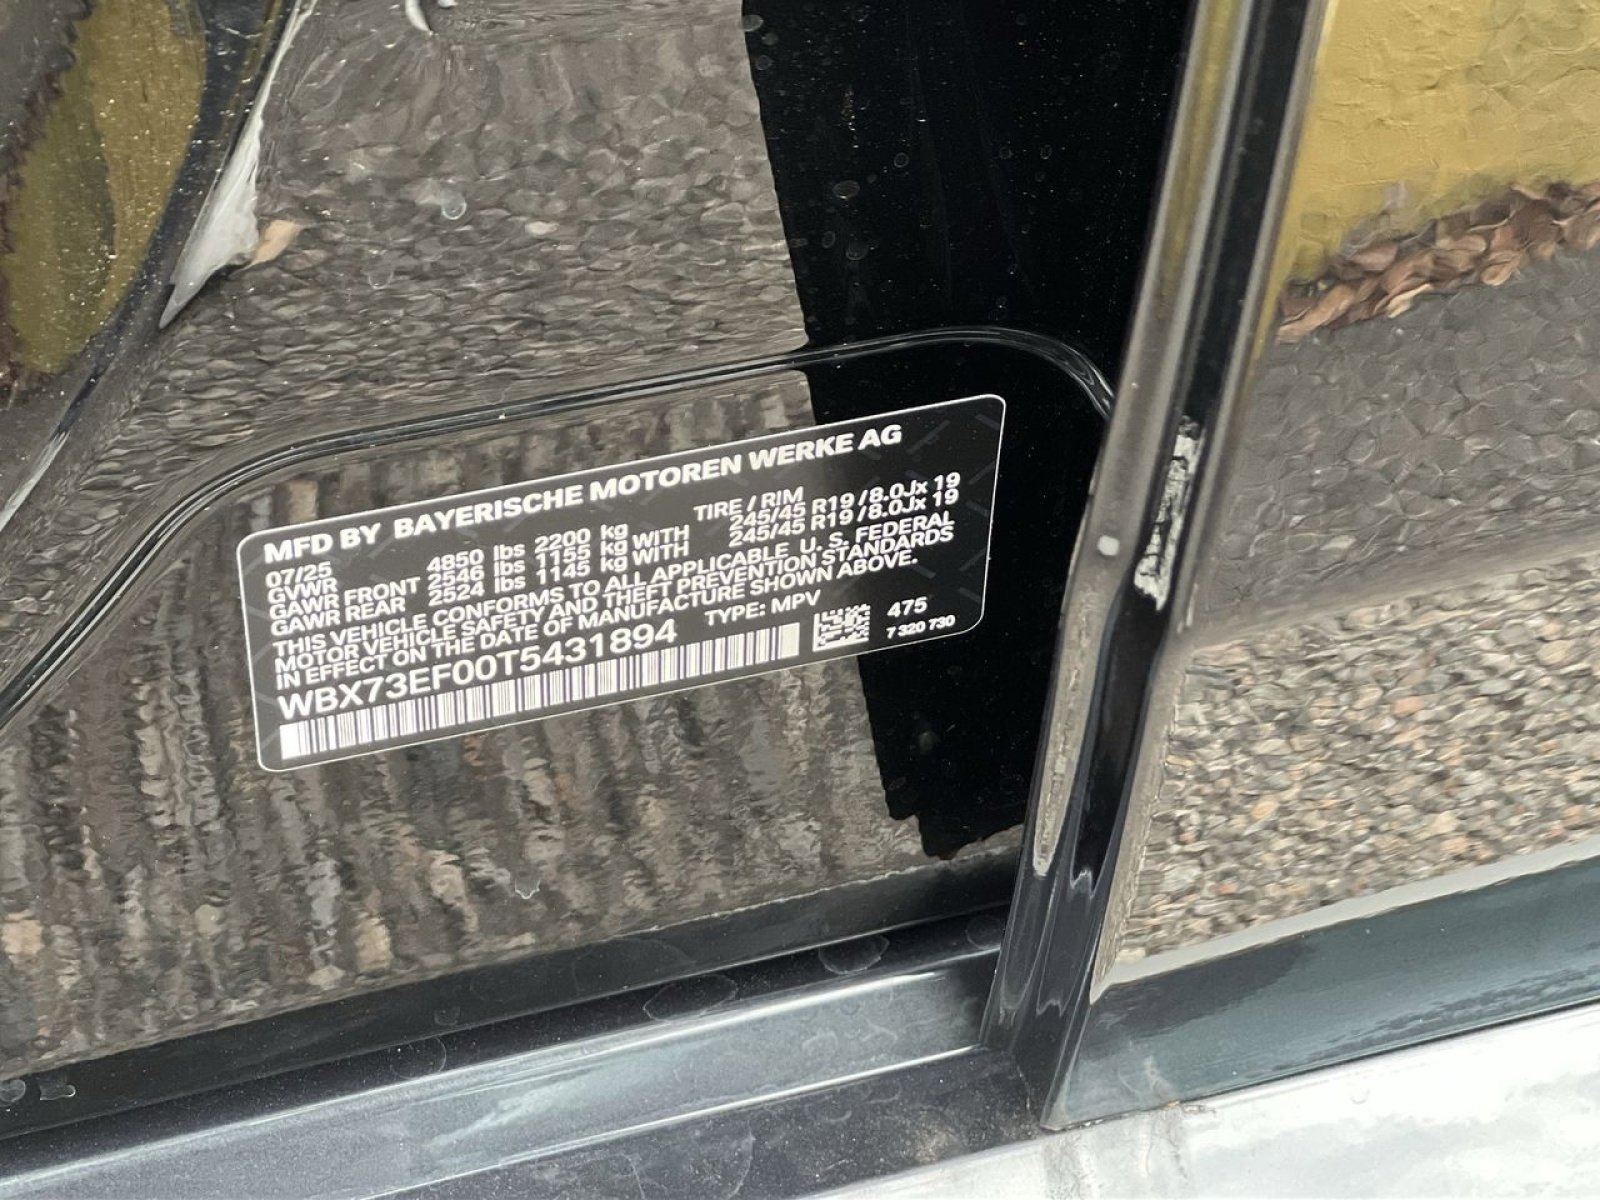 MFD BY BAYERISCHE MOTOREN WERKE AG
07/25 TIRE / RIM
GVWR 4850 lbs 2200 kg
GAWR FRONT 2546 lbs 1155 kg WITH 245/45 R19 / 8.0Jx 19
GAWR REAR 2524 lbs 1145 kg WITH 245/45 R19 / 8.0Jx 19
THIS VEHICLE CONFORMS TO ALL APPLICABLE U. S. FEDERAL
MOTOR VEHICLE SAFETY AND THEFT PREVENTION STANDARDS
IN EFFECT ON THE DATE OF MANUFACTURE SHOWN ABOVE.
WBX73EF00T5431894 TYPE: MPV
475
7 320 730